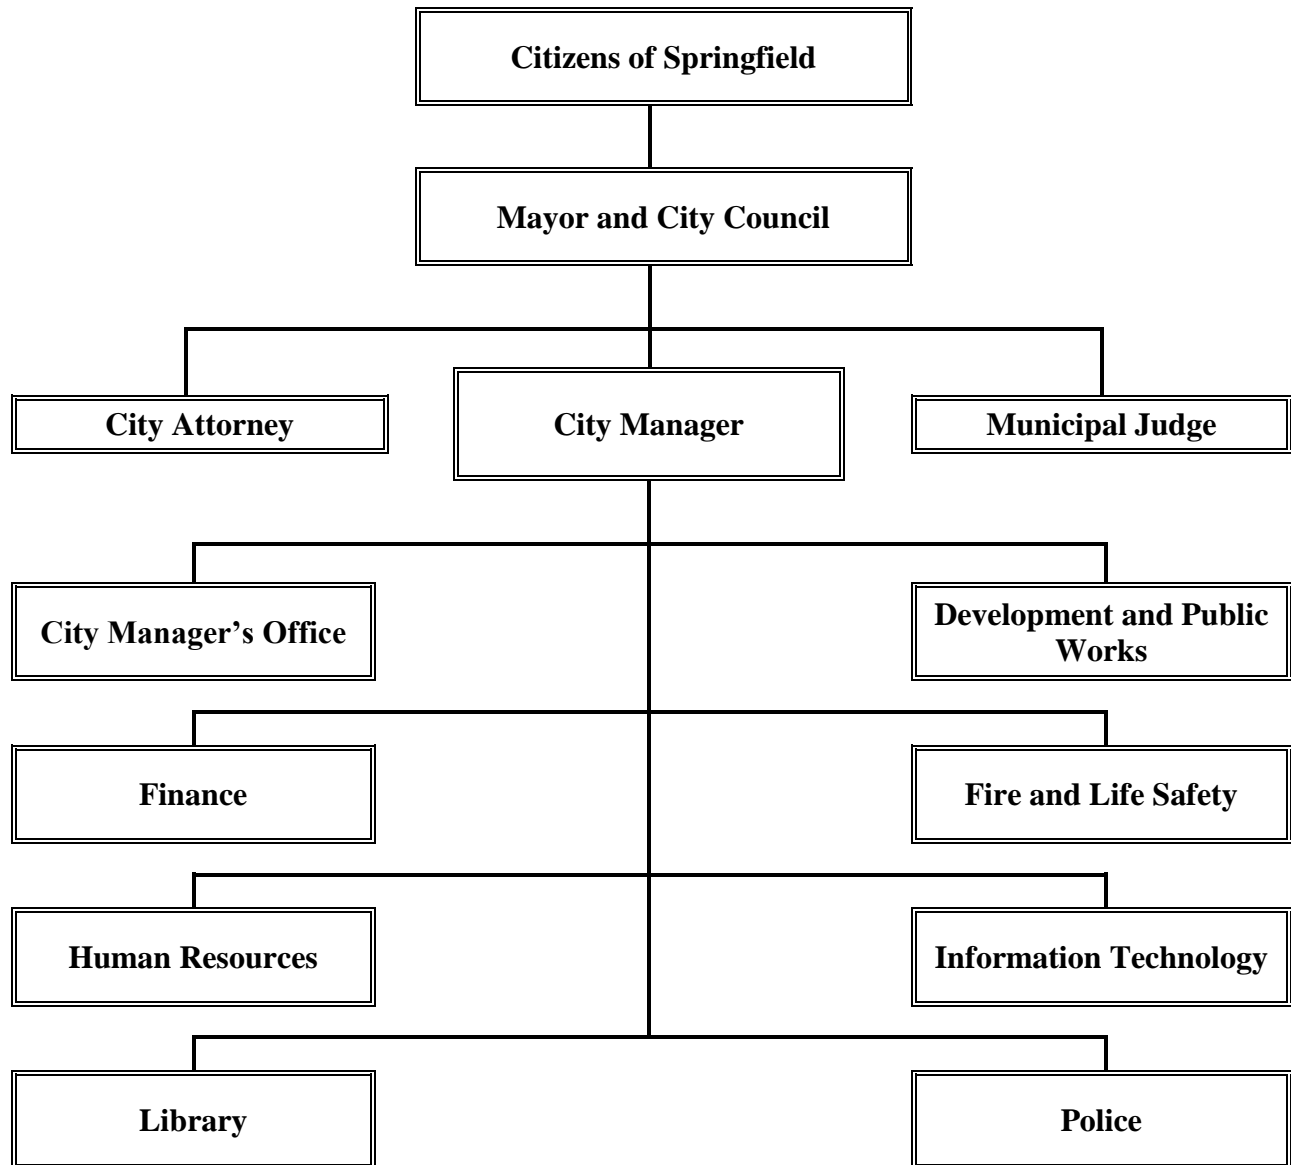 Citizens of Springfield
Mayor and City Council
City Attorney
City Manager
Municipal Judge
City Manager’s Office
Development and Public
Works
Finance
Fire and Life Safety
Human Resources
Information Technology
Library
Police